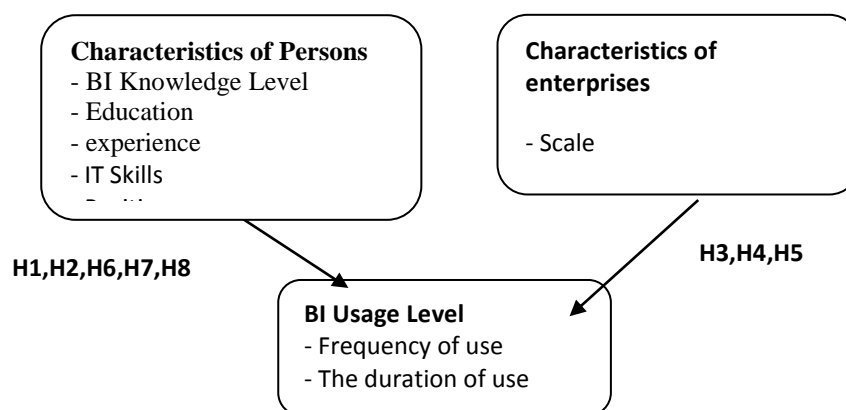 Characteristics of Persons
- BI Knowledge Level
- Education
- experience
- IT Skills
Characteristics of
enterprises
- Scale
H1,H2,H6,H7,H8
H3,H4,H5
BI Usage Level
- Frequency of use
- The duration of use